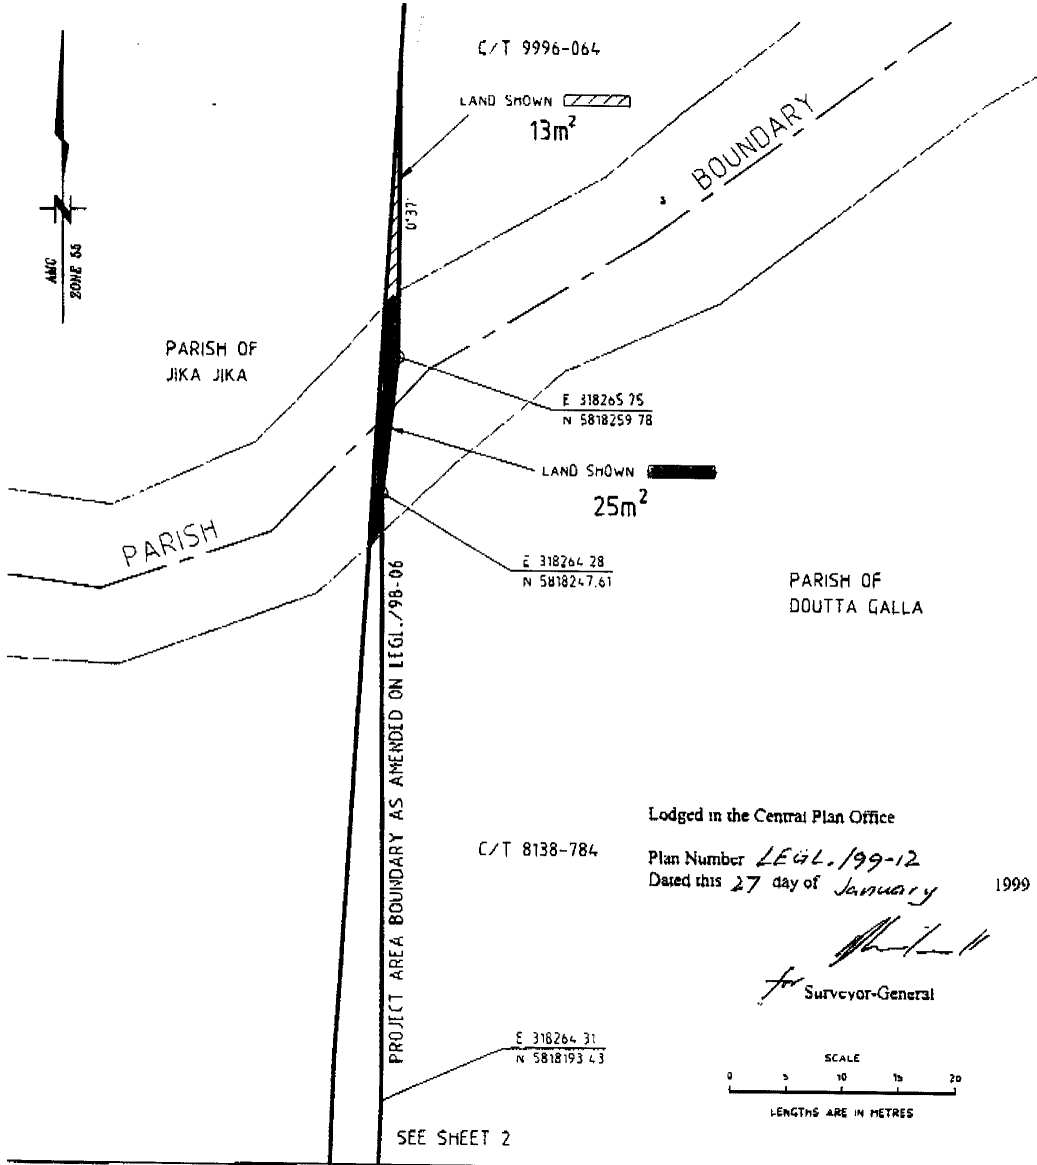 C/T 9996-064
LAND SHOWN
13m²
BOUNDARY
0°37'
AMG
ZONE 55
N
PARISH OF
JIKA JIKA
E 318265 75
N 5818259 78
LAND SHOWN
25m²
PARISH
E 318264 28
N 5818247.61
PARISH OF
DOUTTA GALLA
PROJECT AREA BOUNDARY AS AMENDED ON LEGL./98-06
C/T 8138-784
Lodged in the Central Plan Office
Plan Number LEGL./99-12
Dated this 27 day of January 1999
for Surveyor-General
E 318264 31
N 5818193 43
SCALE
0 5 10 15 20
LENGTHS ARE IN METRES
SEE SHEET 2